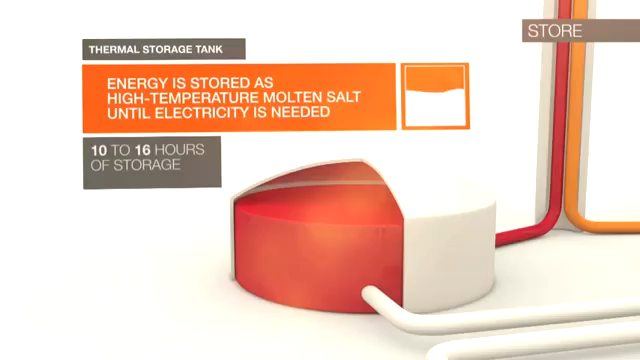 STORE
THERMAL STORAGE TANK
ENERGY IS STORED AS
HIGH-TEMPERATURE MOLTEN SALT
UNTIL ELECTRICITY IS NEEDED
10 TO 16 HOURS
OF STORAGE